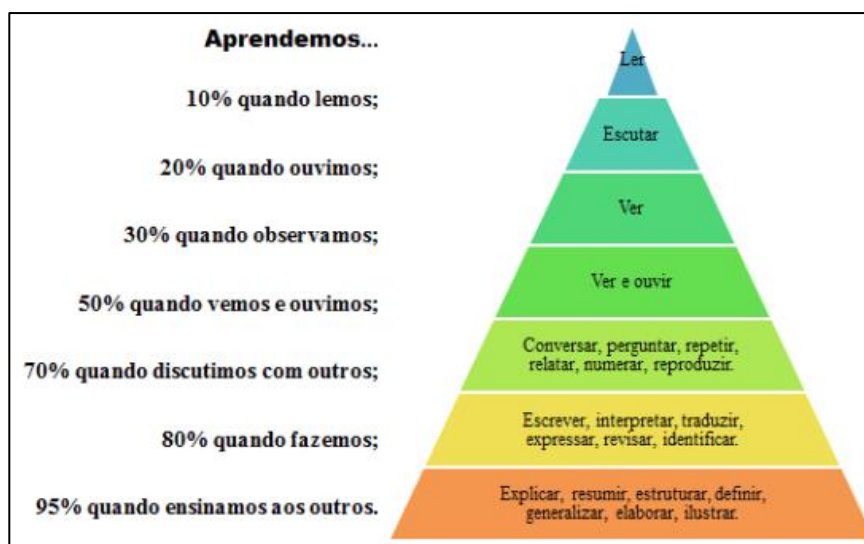 Aprendemos...
10% quando lemos;
20% quando ouvimos;
30% quando observamos;
50% quando vemos e ouvimos;
70% quando discutimos com outros;
80% quando fazemos;
95% quando ensinamos aos outros.
Ler
Escutar
Ver
Ver e ouvir
Conversar, perguntar, repetir,
relatar, numerar, reproduzir.
Escrever, interpretar, traduzir,
expressar, revisar, identificar.
Explicar, resumir, estruturar, definir,
generalizar, elaborar, ilustrar.